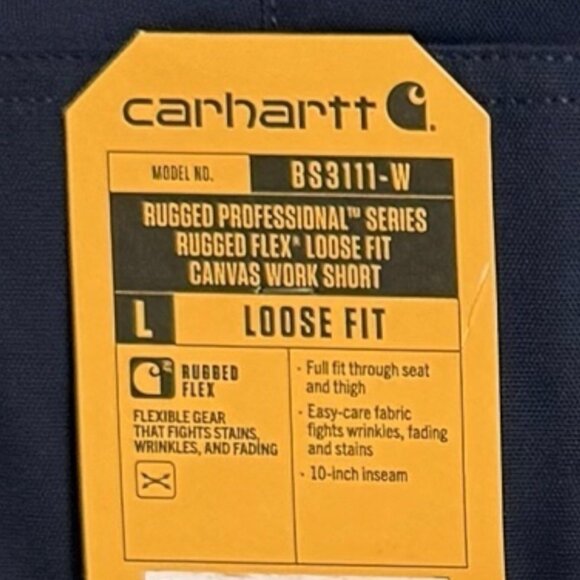 carhartt
MODEL NO. BS3111-W
RUGGED PROFESSIONAL™ SERIES
RUGGED FLEX® LOOSE FIT
CANVAS WORK SHORT
L LOOSE FIT
RUGGED
FLEX
FLEXIBLE GEAR
THAT FIGHTS STAINS,
WRINKLES, AND FADING
- Full fit through seat
and thigh
- Easy-care fabric
fights wrinkles, fading
and stains
- 10-inch inseam